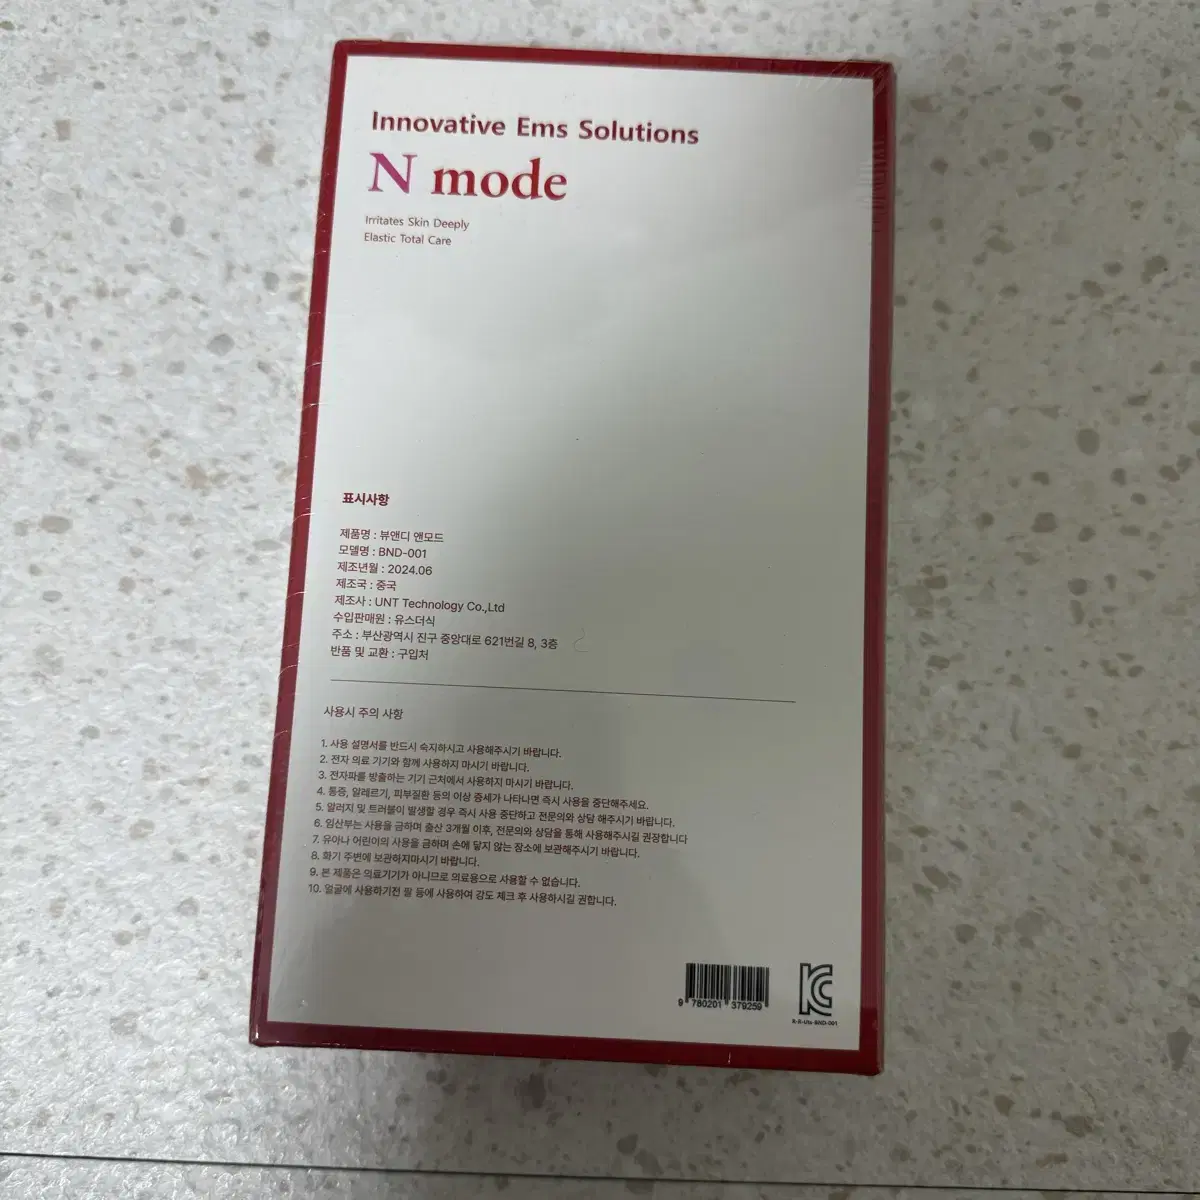 Innovative Ems Solutions
N mode
Irritates Skin Deeply
Elastic Total Care
표시사항
제품명 : 뷰앤디 앤모드
모델명 : BND-001
제조년월 : 2024.06
제조국 : 중국
제조사 : UNT Technology Co.,Ltd
수입판매원 : 유스더식
주소 : 부산광역시 진구 중앙대로 621번길 8, 3층
반품 및 교환 : 구입처
사용시 주의 사항
1. 사용 설명서를 반드시 숙지하시고 사용해주시기 바랍니다.
2. 전자 의료 기기와 함께 사용하지 마시기 바랍니다.
3. 전자파를 방출하는 기기 근처에서 사용하지 마시기 바랍니다.
4. 통증, 알레르기, 피부질환 등의 이상 증세가 나타나면 즉시 사용을 중단해주세요.
5. 알러지 및 트러블이 발생할 경우 즉시 사용 중단하고 전문의와 상담 해주시기 바랍니다.
6. 임산부는 사용을 금하며 출산 3개월 이후, 전문의와 상담을 통해 사용해주시길 권장합니다
7. 유아나 어린이의 사용을 금하며 손에 닿지 않는 장소에 보관해주시기 바랍니다.
8. 화기 주변에 보관하지마시기 바랍니다.
9. 본 제품은 의료기기가 아니므로 의료용으로 사용할 수 없습니다.
10. 얼굴에 사용하기전 팔 등에 사용하여 강도 체크 후 사용하시길 권합니다.
9 780201 379259
KC
R-R-Uts-BND-001